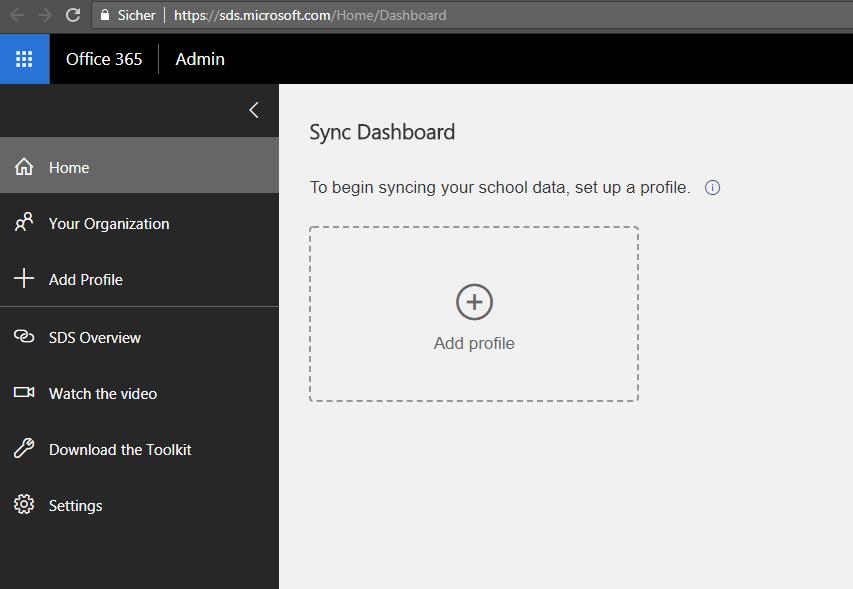 Sicher https://sds.microsoft.com/Home/Dashboard
Office 365 Admin
Home
Your Organization
Add Profile
SDS Overview
Watch the video
Download the Toolkit
Settings
Sync Dashboard
To begin syncing your school data, set up a profile.
Add profile